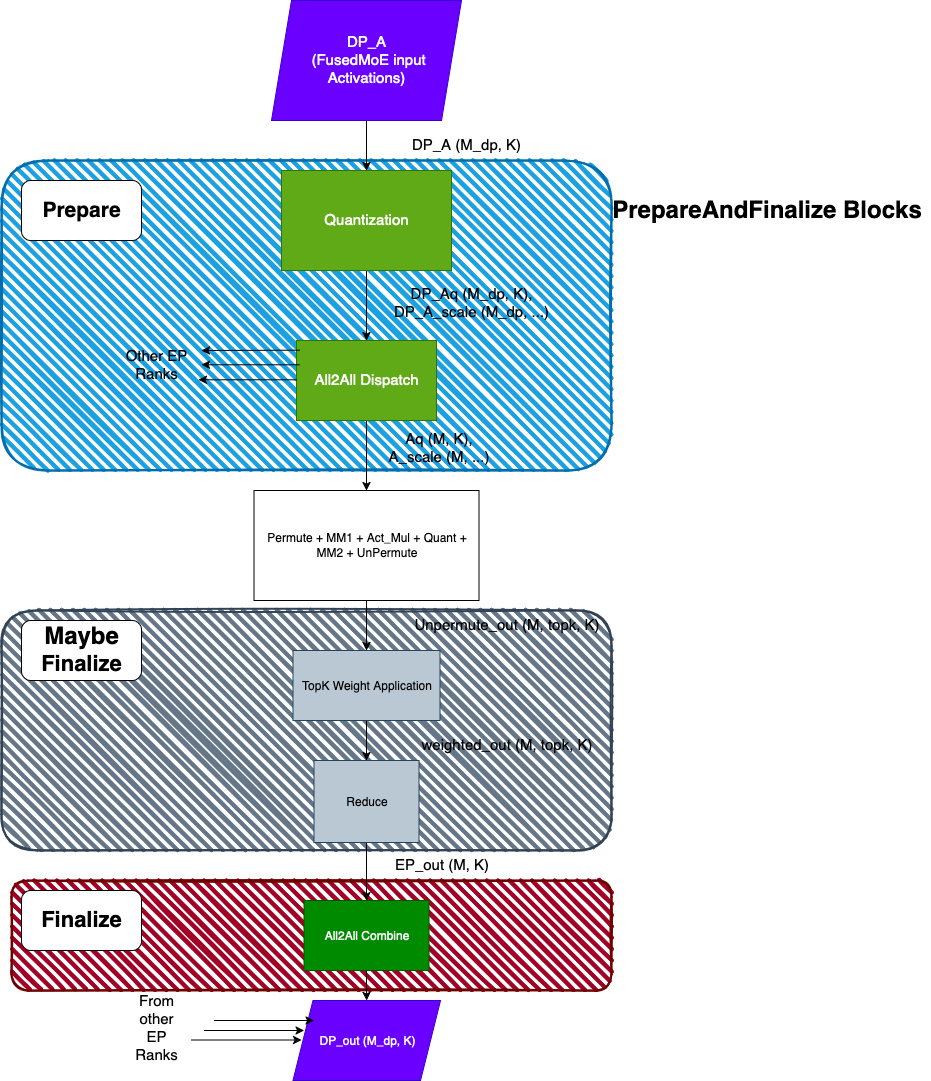 DP_A
(FusedMoE input
Activations)
DP_A (M_dp, K)
Prepare
PrepareAndFinalize Blocks
Quantization
DP_Aq (M_dp, K),
DP_A_scale (M_dp, ...)
Other EP
Ranks
All2All Dispatch
Aq (M, K),
A_scale (M, ...)
Permute + MM1 + Act_Mul + Quant +
MM2 + UnPermute
Maybe
Finalize
Unpermute_out (M, topk, K)
TopK Weight Application
weighted_out (M, topk, K)
Reduce
EP_out (M, K)
Finalize
All2All Combine
From
other
EP
Ranks
DP_out (M_dp, K)